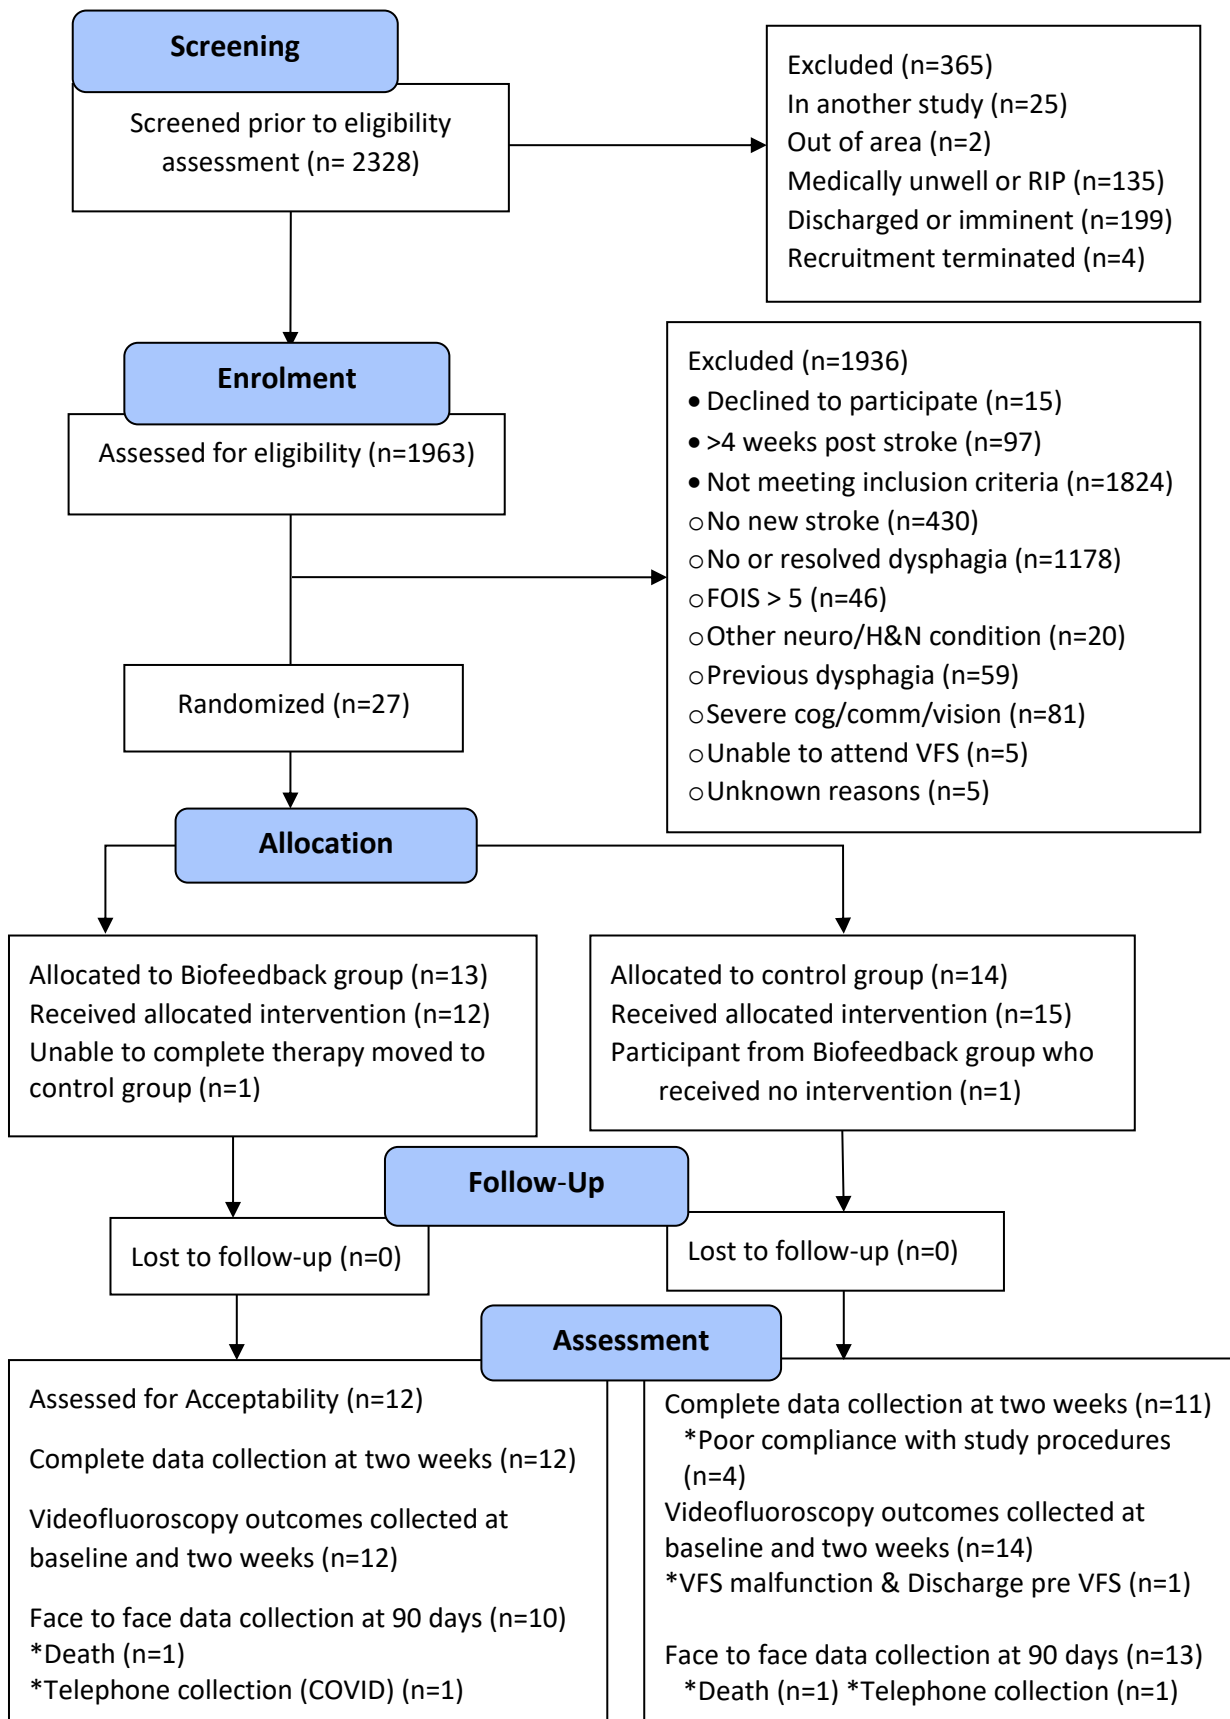 Screening
Screened prior to eligibility
assessment (n= 2328)
Excluded (n=365)
In another study (n=25)
Out of area (n=2)
Medically unwell or RIP (n=135)
Discharged or imminent (n=199)
Recruitment terminated (n=4)
Enrolment
Assessed for eligibility (n=1963)
Excluded (n=1936)
• Declined to participate (n=15)
• >4 weeks post stroke (n=97)
• Not meeting inclusion criteria (n=1824)
○ No new stroke (n=430)
○ No or resolved dysphagia (n=1178)
○ FOIS > 5 (n=46)
○ Other neuro/H&N condition (n=20)
○ Previous dysphagia (n=59)
○ Severe cog/comm/vision (n=81)
○ Unable to attend VFS (n=5)
○ Unknown reasons (n=5)
Randomized (n=27)
Allocation
Allocated to Biofeedback group (n=13)
Received allocated intervention (n=12)
Unable to complete therapy moved to
control group (n=1)
Allocated to control group (n=14)
Received allocated intervention (n=15)
Participant from Biofeedback group who
received no intervention (n=1)
Follow-Up
Lost to follow-up (n=0)
Lost to follow-up (n=0)
Assessment
Assessed for Acceptability (n=12)
Complete data collection at two weeks (n=12)
Videofluoroscopy outcomes collected at
baseline and two weeks (n=12)
Face to face data collection at 90 days (n=10)
*Death (n=1)
*Telephone collection (COVID) (n=1)
Complete data collection at two weeks (n=11)
*Poor compliance with study procedures
(n=4)
Videofluoroscopy outcomes collected at
baseline and two weeks (n=14)
*VFS malfunction & Discharge pre VFS (n=1)
Face to face data collection at 90 days (n=13)
*Death (n=1) *Telephone collection (n=1)